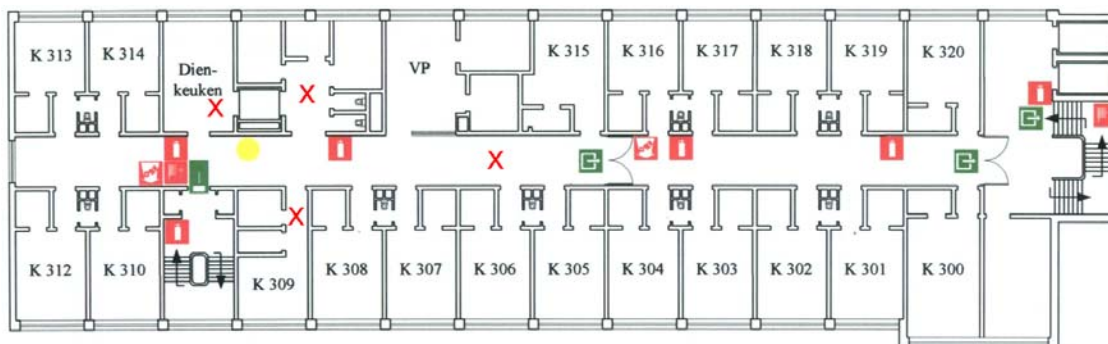 K 313
K 314
Dien-
keuken
X
X
VP
K 315
K 316
K 317
K 318
K 319
K 320
X
X
K 312
K 310
K 309
K 308
K 307
K 306
K 305
K 304
K 303
K 302
K 301
K 300